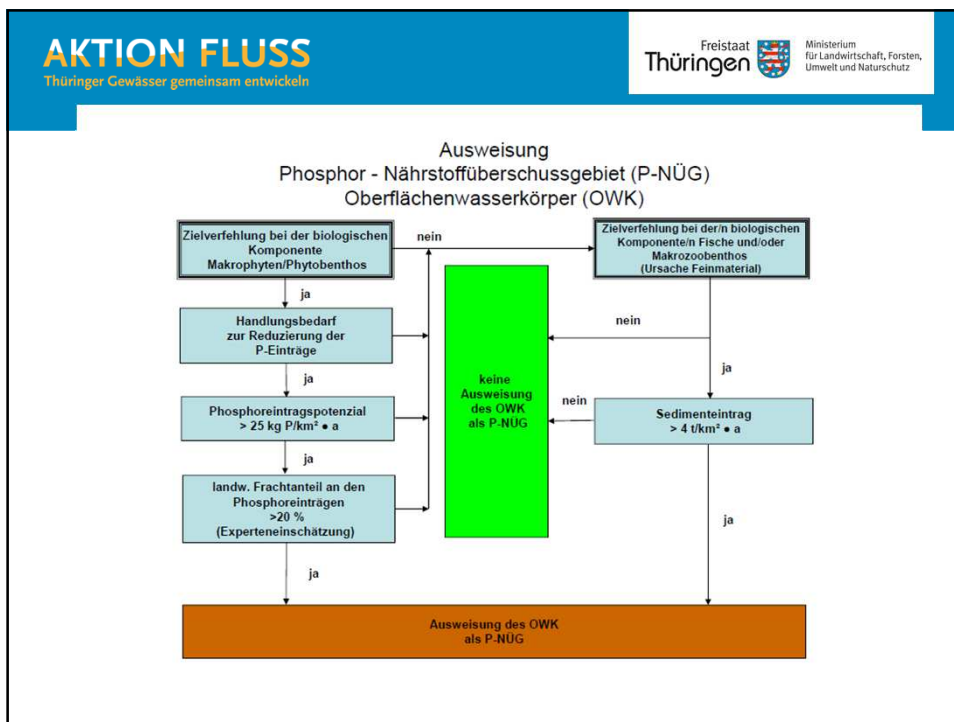 AKTION FLUSS
Thüringer Gewässer gemeinsam entwickeln
Freistaat
Thüringen
Ministerium
für Landwirtschaft, Forsten,
Umwelt und Naturschutz
Ausweisung
Phosphor - Nährstoffüberschussgebiet (P-NÜG)
Oberflächenwasserkörper (OWK)
Zielverfehlung bei der biologischen
Komponente
Makrophyten/Phytobenthos
nein
Zielverfehlung bei der/n biologischen
Komponente/n Fische und/oder
Makrozoobenthos
(Ursache Feinmaterial)
ja
Handlungsbedarf
zur Reduzierung der
P-Einträge
nein
ja
ja
keine
Ausweisung
des OWK
als P-NÜG
nein
Phosphoreintragspotenzial
> 25 kg P/km² ● a
Sedimenteintrag
> 4 t/km² ● a
ja
landw. Frachtanteil an den
Phosphoreinträgen
>20 %
(Experteneinschätzung)
ja
ja
Ausweisung des OWK
als P-NÜG